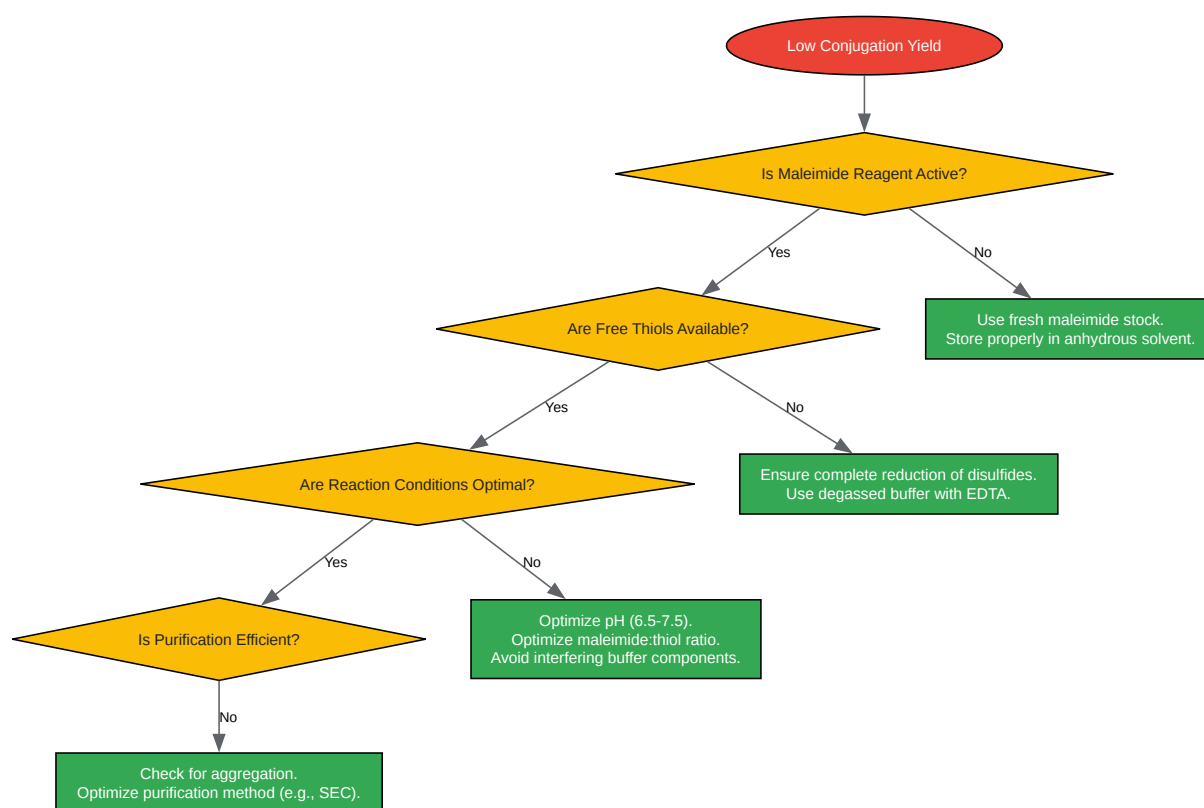 Low Conjugation Yield
Is Maleimide Reagent Active?
Yes
No
Are Free Thiols Available?
Use fresh maleimide stock.
Store properly in anhydrous solvent.
Yes
No
Are Reaction Conditions Optimal?
Ensure complete reduction of disulfides.
Use degassed buffer with EDTA.
Yes
No
Is Purification Efficient?
Optimize pH (6.5-7.5).
Optimize maleimide:thiol ratio.
Avoid interfering buffer components.
No
Check for aggregation.
Optimize purification method (e.g., SEC).